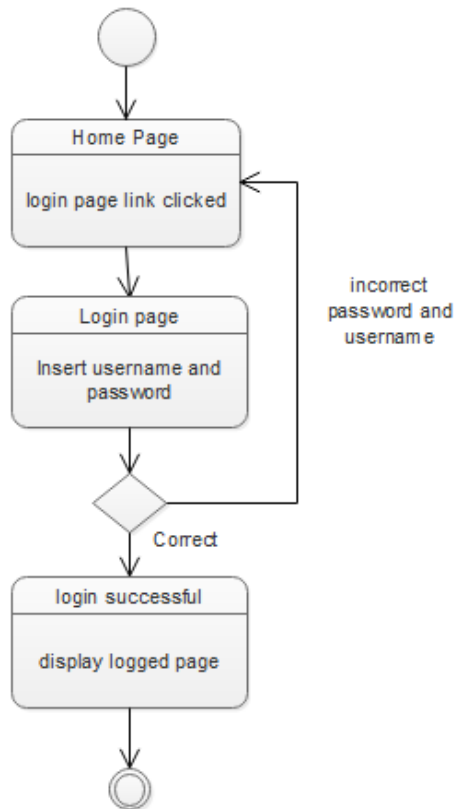 Home Page
login page link clicked
incorrect
password and
username
Login page
Insert username and
password
Correct
login successful
display logged page